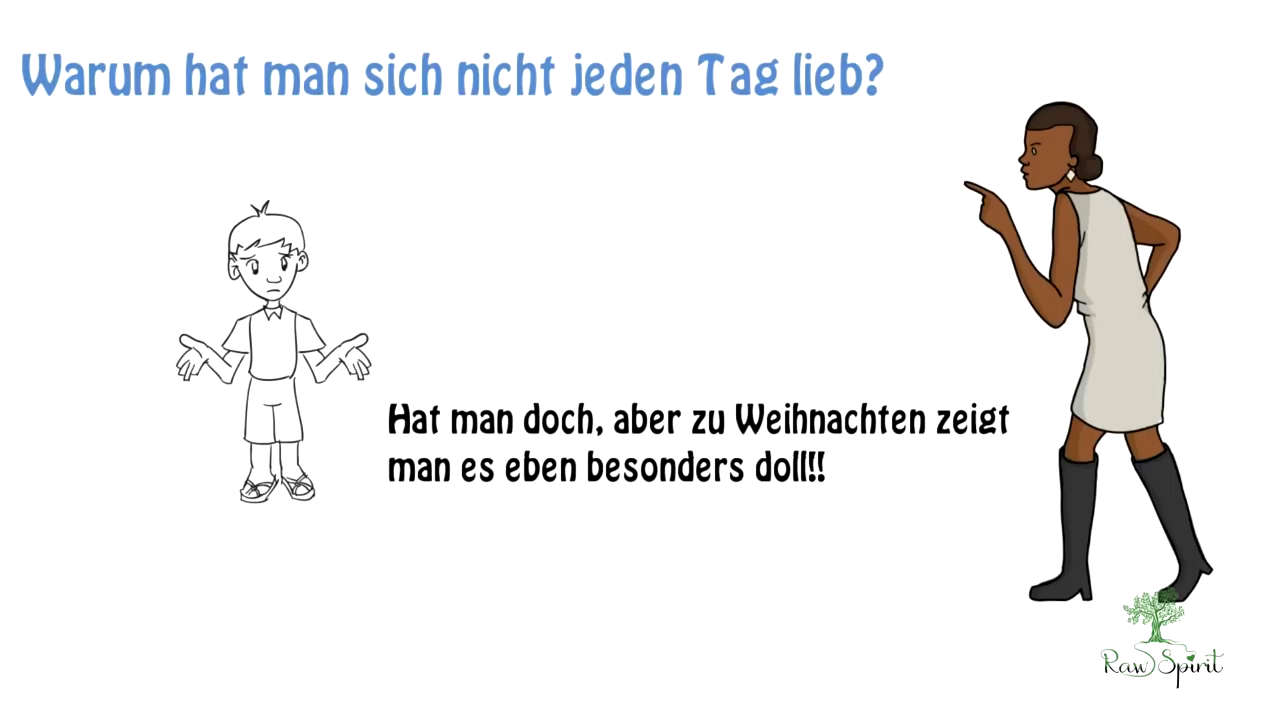 Warum hat man sich nicht jeden Tag lieb?
Hat man doch, aber zu Weihnachten zeigt
man es eben besonders doll!!
Raw Spirit